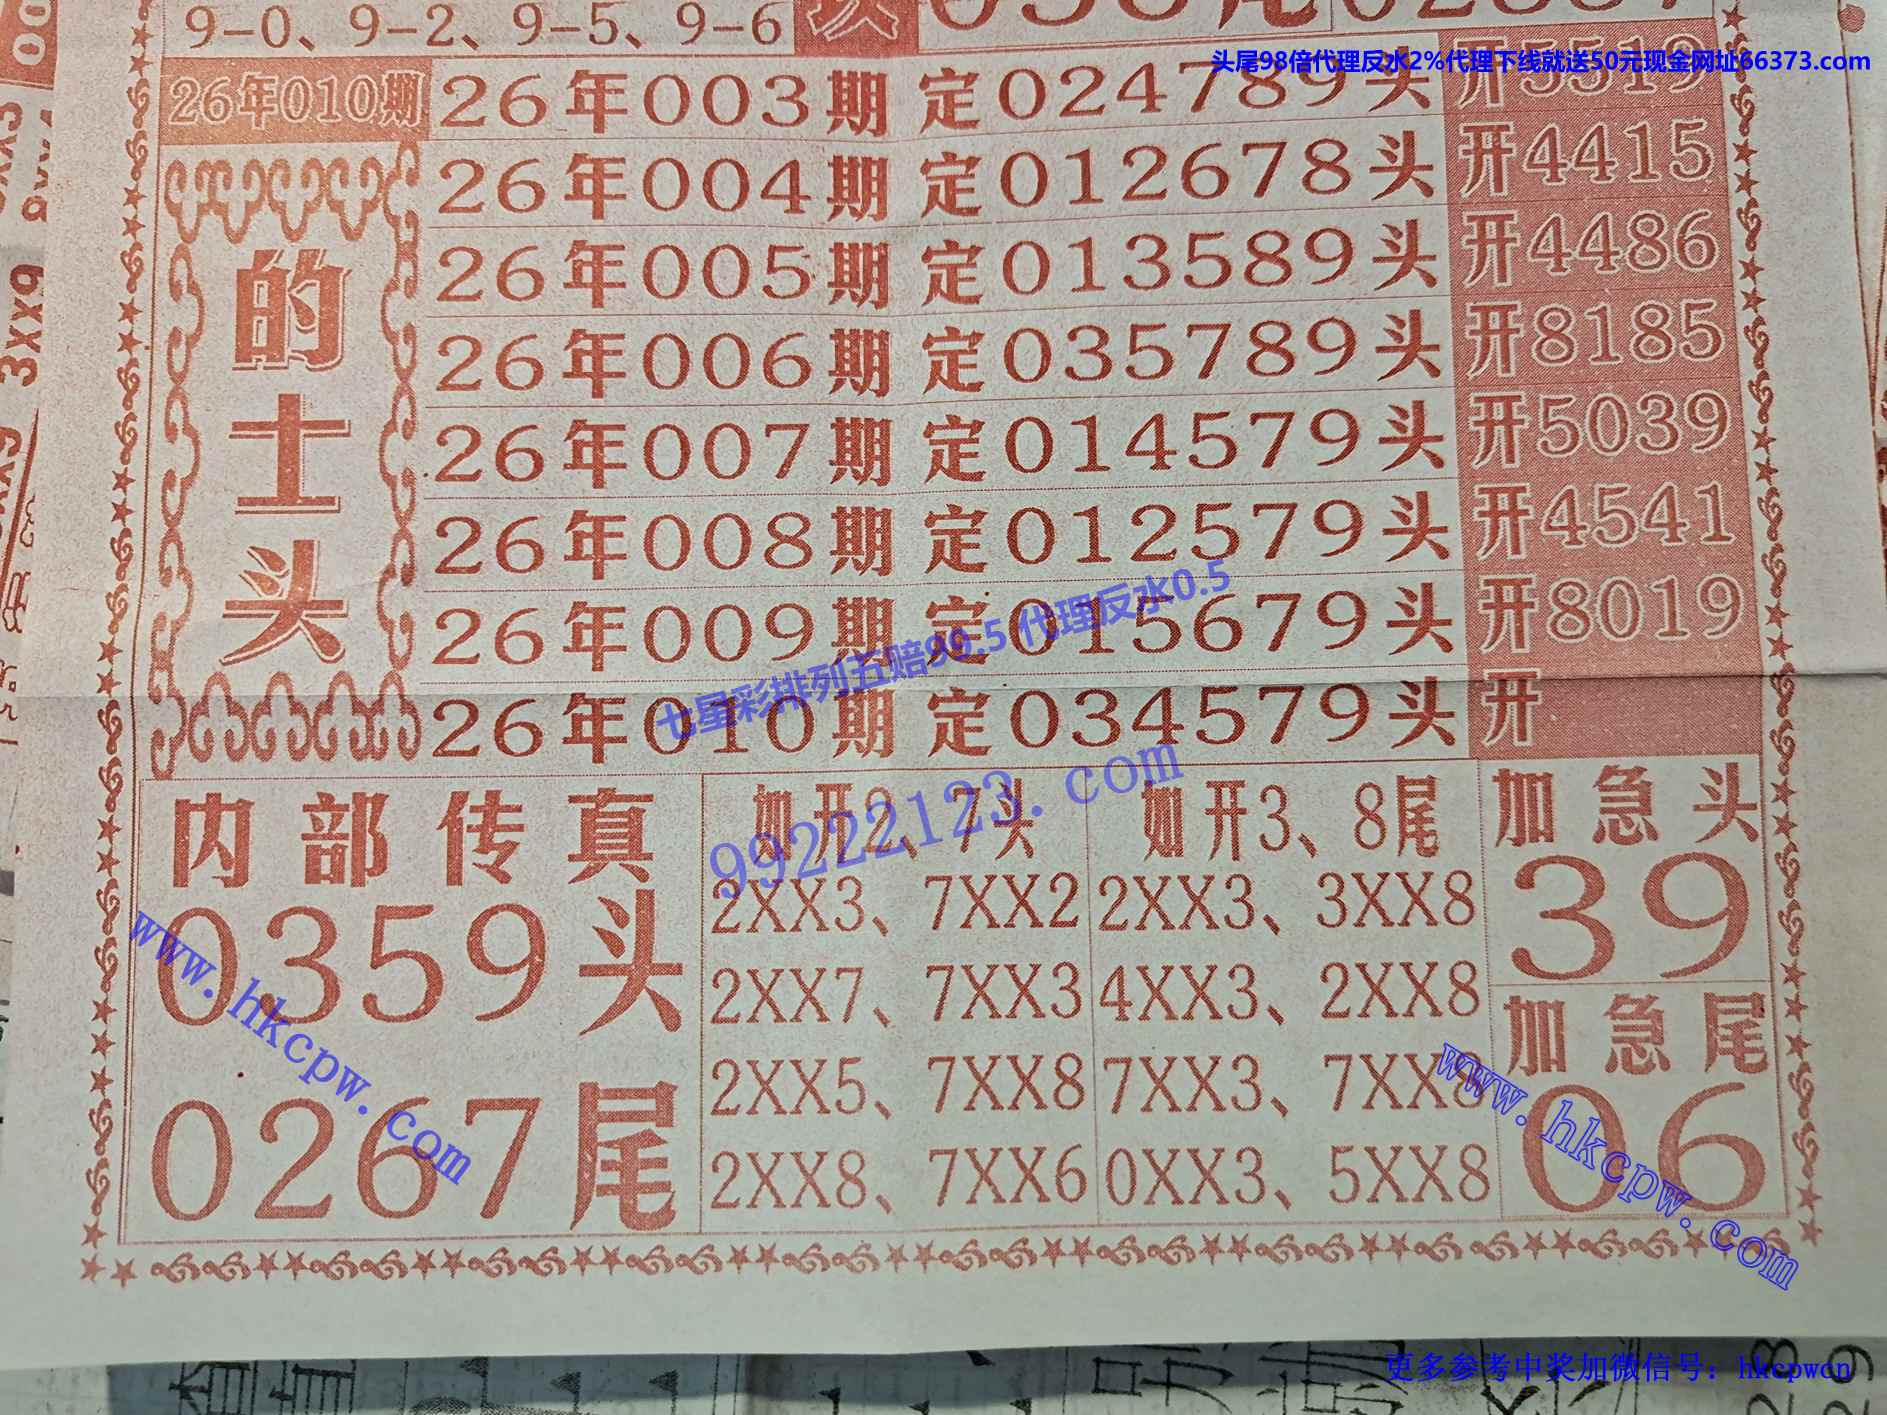 9-0、9-2、9-5、9-6
头尾98倍代理反水2%代理下线就送50元现金网址66373.com
26年010期
的士头
26年003期 定024789头 开5519
26年004期 定012678头 开4415
26年005期 定013589头 开4486
26年006期 定035789头 开8185
26年007期 定014579头 开5039
26年008期 定012579头 开4541
26年009期 定015679头 开8019
26年010期 定034579头 开
七星彩排列五赔99.5 代理反水0.5
99222123.com
内部传真
0359头
0267尾
如开2、7头
2XX3、7XX2
2XX7、7XX3
2XX5、7XX8
2XX8、7XX6
如开3、8尾
2XX3、3XX8
4XX3、2XX8
7XX3、7XX8
0XX3、5XX8
加急头
39
加急尾
06
www.hkcpw.com
www.hkcpw.com
更多参考中奖加微信号：hkcpwcn